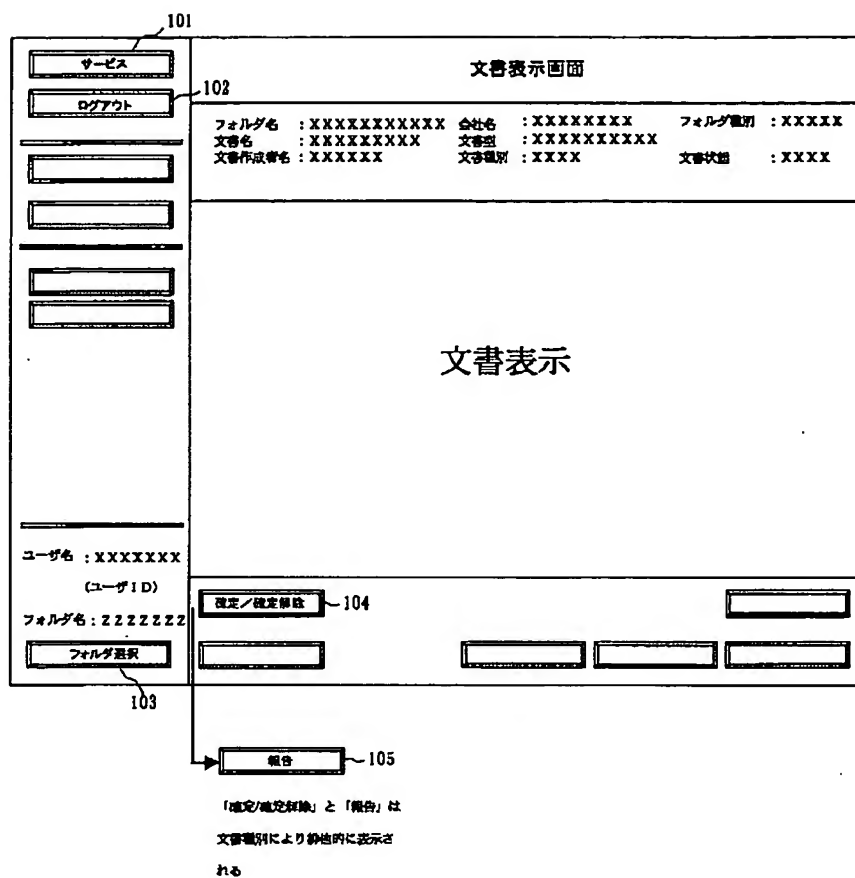 101
サービス
102
ログアウト
文書表示画面
フォルダ名 :XXXXXXXXXXX 会社名 :XXXXXXXX フォルダ種別 :XXXXX
文書名 :XXXXXXXXX 文書型 :XXXXXXXXXX
文書作成者名 :XXXXXX 文書種別 :XXXX 文書状態 :XXXX
文書表示
ユーザ名 :XXXXXXX
(ユーザID)
フォルダ名:ZZZZZZZ
フォルダ選択
103
確定/確定解除 104
報告 105
「確定/確定解除」と「報告」は
文書種別により排他的に表示さ
れる